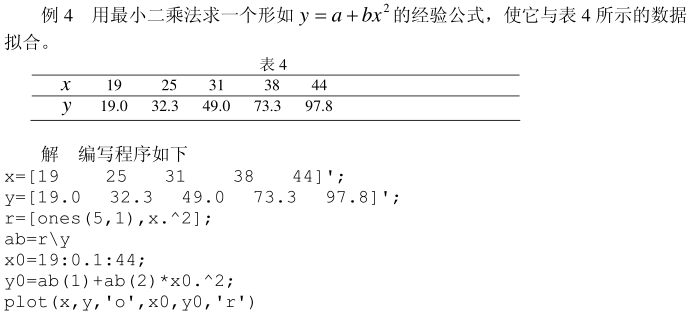 例 4 用最小二乘法求一个形如 y = a + bx² 的经验公式，使它与表 4 所示的数据
拟合。
表 4
x 19 25 31 38 44
y 19.0 32.3 49.0 73.3 97.8
解 编写程序如下
x=[19 25 31 38 44]';
y=[19.0 32.3 49.0 73.3 97.8]';
r=[ones(5,1),x.^2];
ab=r\y
x0=19:0.1:44;
y0=ab(1)+ab(2)*x0.^2;
plot(x,y,'o',x0,y0,'r')